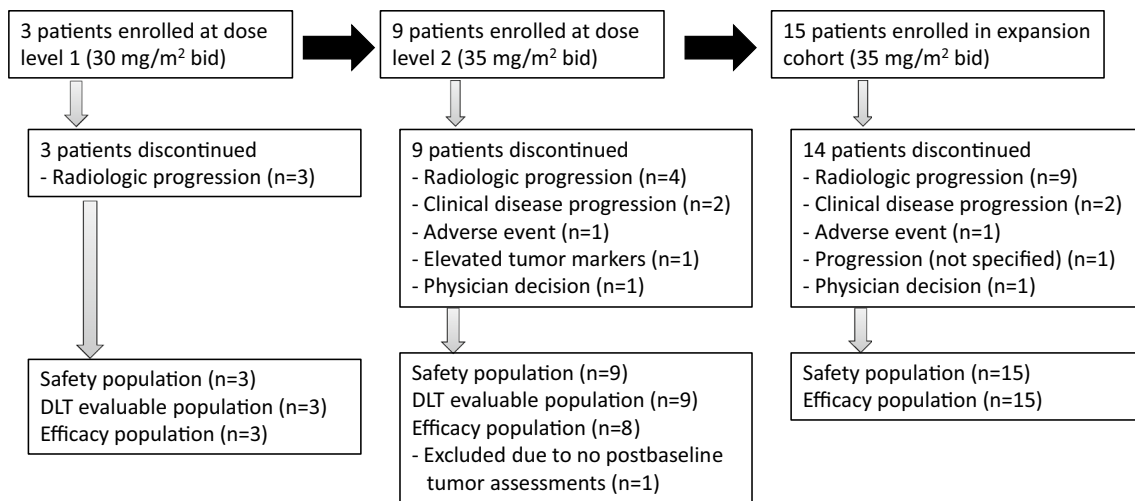 3 patients enrolled at dose
level 1 (30 mg/m² bid)
9 patients enrolled at dose
level 2 (35 mg/m² bid)
15 patients enrolled in expansion
cohort (35 mg/m² bid)
3 patients discontinued
- Radiologic progression (n=3)
9 patients discontinued
- Radiologic progression (n=4)
- Clinical disease progression (n=2)
- Adverse event (n=1)
- Elevated tumor markers (n=1)
- Physician decision (n=1)
14 patients discontinued
- Radiologic progression (n=9)
- Clinical disease progression (n=2)
- Adverse event (n=1)
- Progression (not specified) (n=1)
- Physician decision (n=1)
Safety population (n=3)
DLT evaluable population (n=3)
Efficacy population (n=3)
Safety population (n=9)
DLT evaluable population (n=9)
Efficacy population (n=8)
- Excluded due to no postbaseline
tumor assessments (n=1)
Safety population (n=15)
Efficacy population (n=15)